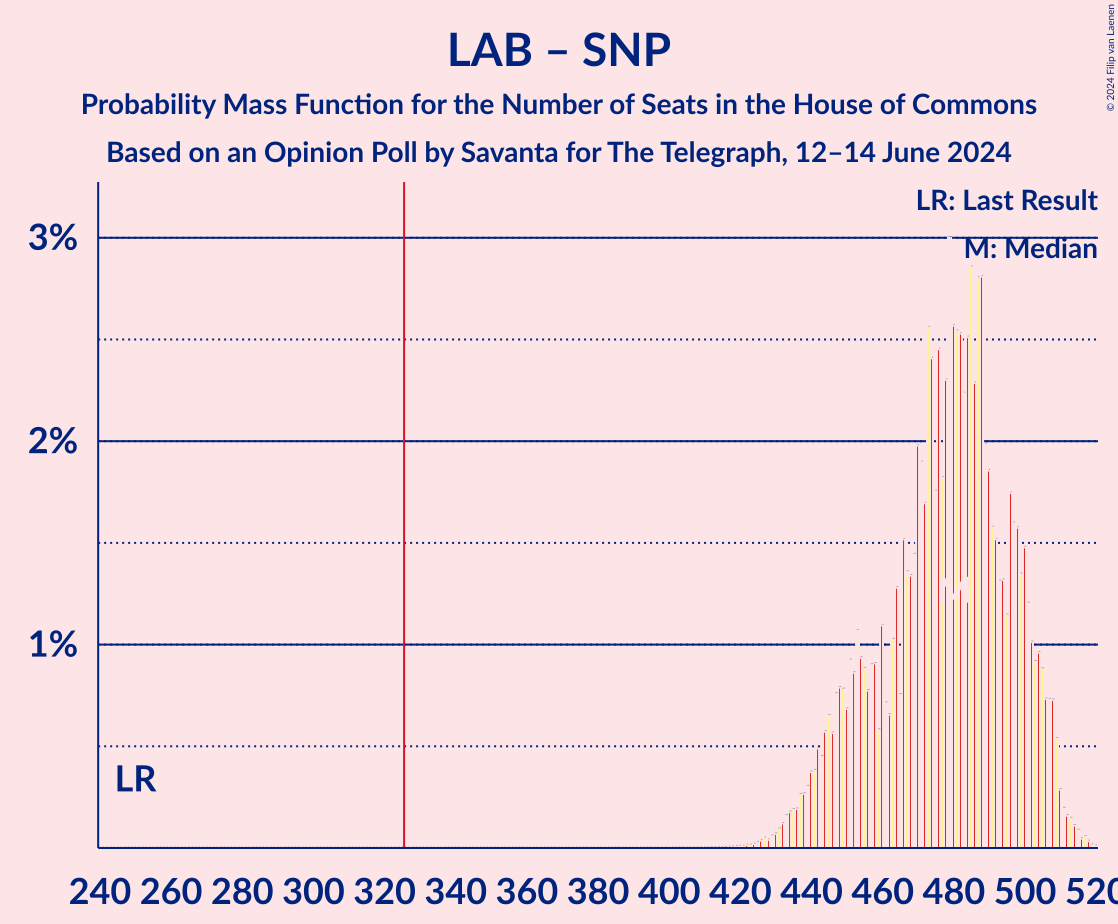 LAB – SNP
Probability Mass Function for the Number of Seats in the House of Commons
Based on an Opinion Poll by Savanta for The Telegraph, 12–14 June 2024
© 2024 Filip van Laenen
LR: Last Result
M: Median
3%
2%
1%
LR
240 260 280 300 320 340 360 380 400 420 440 460 480 500 520